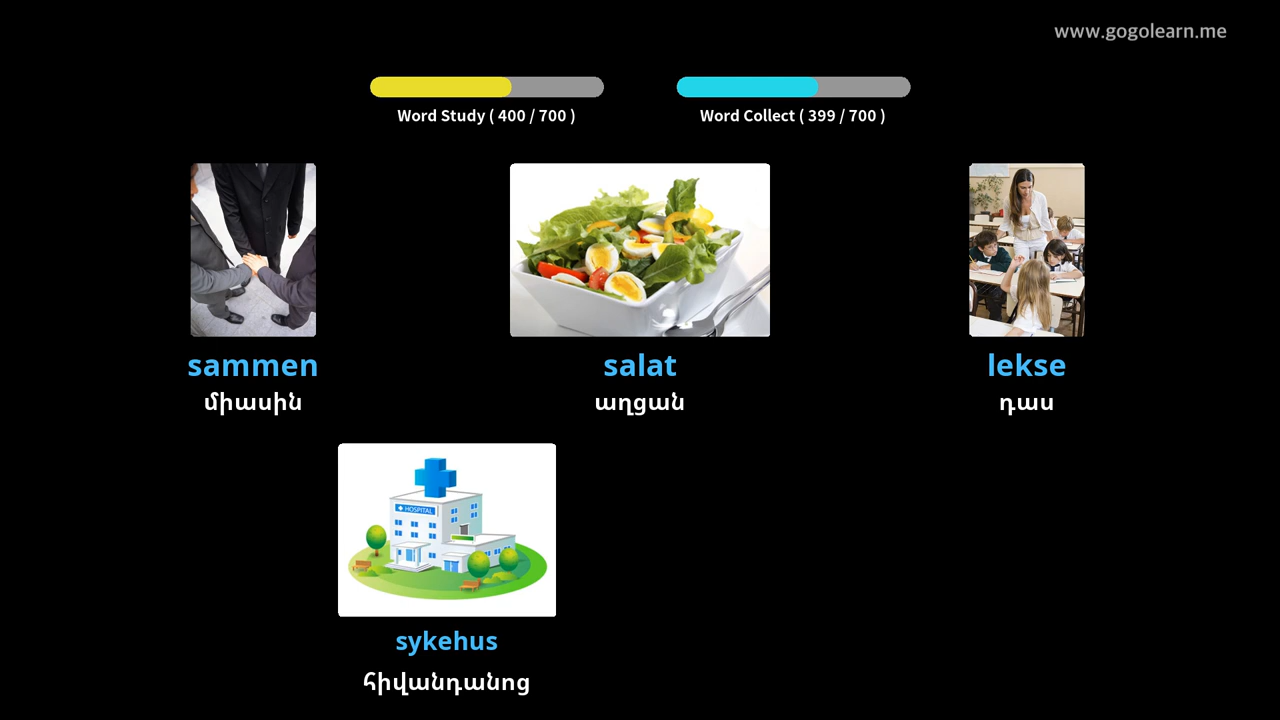 www.gogolearn.me
Word Study ( 400 / 700 )
Word Collect ( 399 / 700 )
sammen
salat
lekse
միասին
աղցան
դաս
HOSPITAL
sykehus
հիվանդանոց